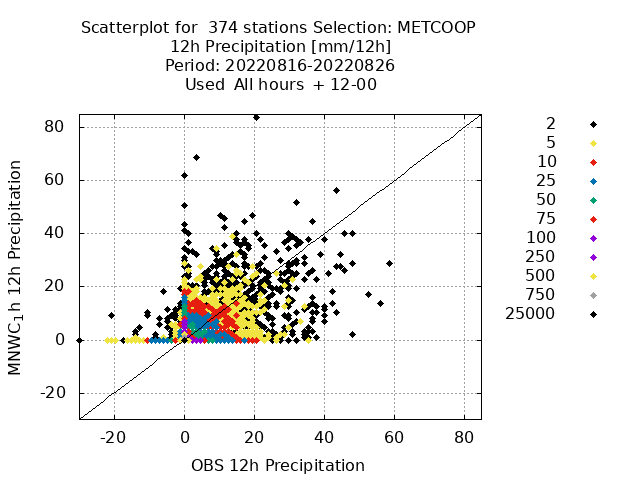 Scatterplot for  374 stations Selection: METCOOP
12h Precipitation [mm/12h]
Period: 20220816-20220826
Used  All hours  + 12-00
80
60
40
20
0
-20
-20 0 20 40 60 80
MNWC_1h 12h Precipitation
OBS 12h Precipitation
2
5
10
25
50
75
100
250
500
750
25000